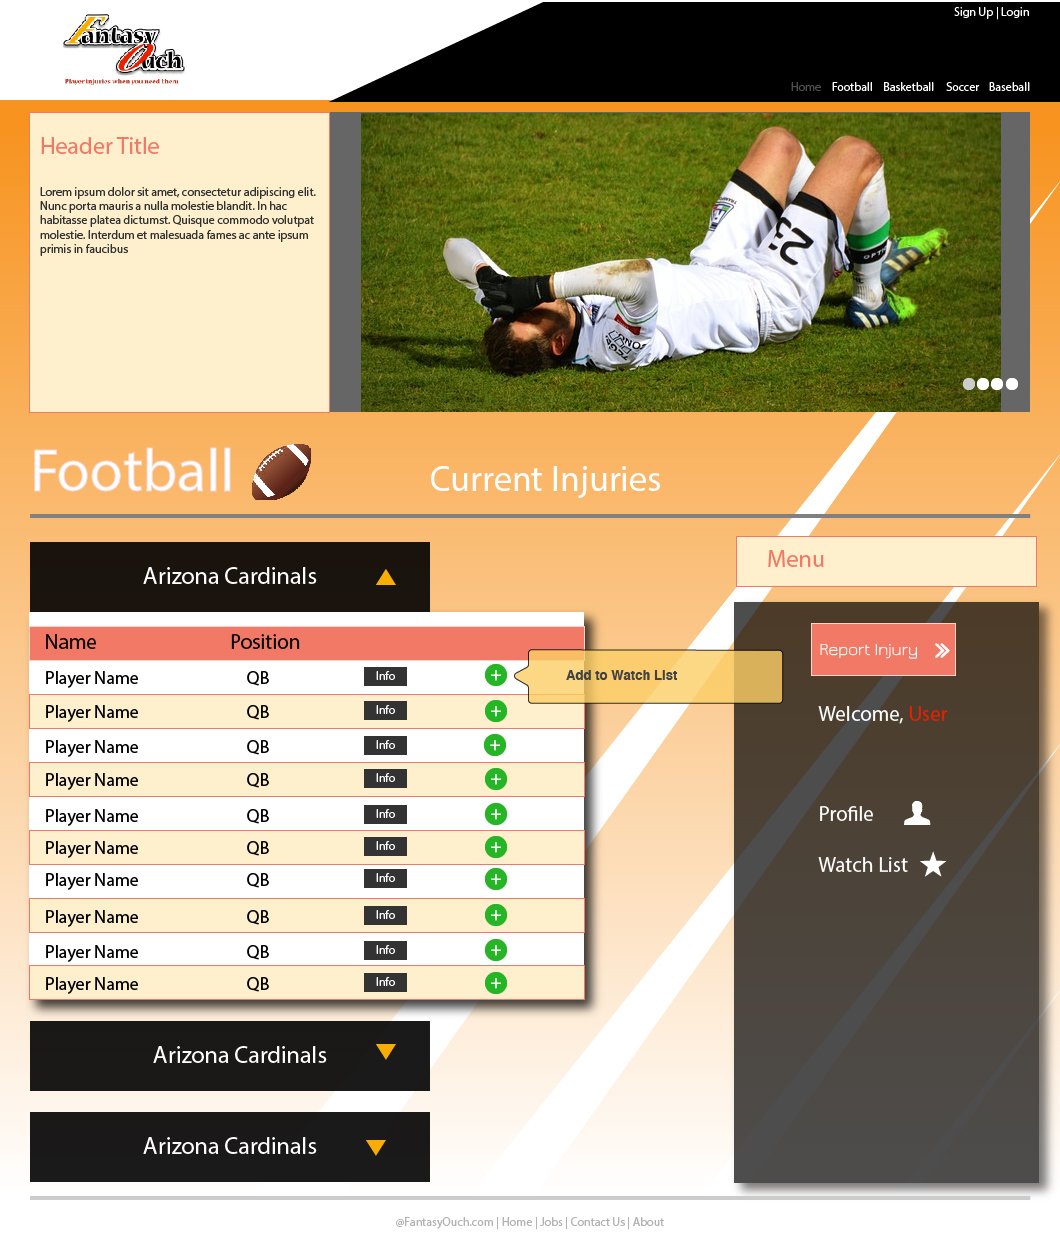 Fantasy
Ouch
Player injuries when you need them
Sign Up | Login
Home Football Basketball Soccer Baseball
Header Title
Lorem ipsum dolor sit amet, consectetur adipiscing elit.
Nunc porta mauris a nulla molestie blandit. In hac
habitasse platea dictumst. Quisque commodo volutpat
molestie. Interdum et malesuada fames ac ante ipsum
primis in faucibus
23
OPTI
Football
Current Injuries
Arizona Cardinals
Name Position
Player Name QB Info
Player Name QB Info
Player Name QB Info
Player Name QB Info
Player Name QB Info
Player Name QB Info
Player Name QB Info
Player Name QB Info
Player Name QB Info
Player Name QB Info
Add to Watch List
Arizona Cardinals
Arizona Cardinals
Menu
Report Injury
Welcome, User
Profile
Watch List
@FantasyOuch.com | Home | Jobs | Contact Us | About